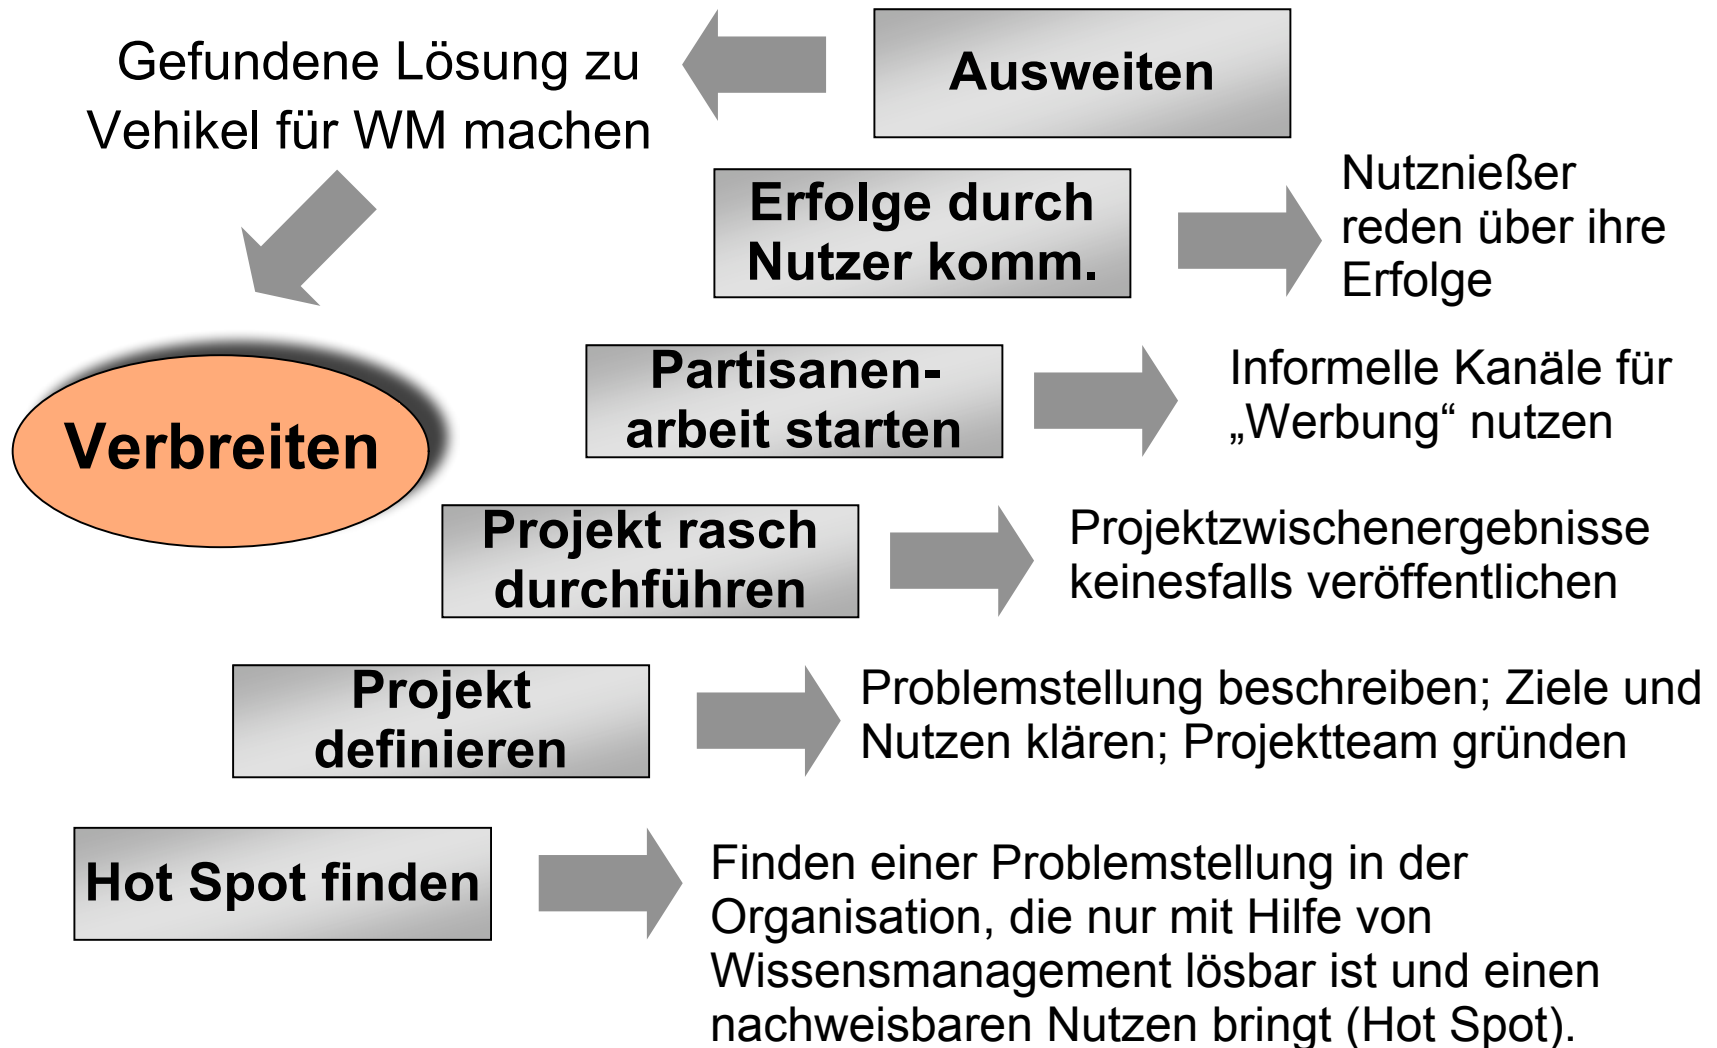 Gefundene Lösung zu
Vehikel für WM machen
Ausweiten
Erfolge durch
Nutzer komm.
Nutznießer
reden über ihre
Erfolge
Partisanen-
arbeit starten
Informelle Kanäle für
„Werbung“ nutzen
Verbreiten
Projekt rasch
durchführen
Projektzwischenergebnisse
keinesfalls veröffentlichen
Projekt
definieren
Problemstellung beschreiben; Ziele und
Nutzen klären; Projektteam gründen
Hot Spot finden
Finden einer Problemstellung in der
Organisation, die nur mit Hilfe von
Wissensmanagement lösbar ist und einen
nachweisbaren Nutzen bringt (Hot Spot).